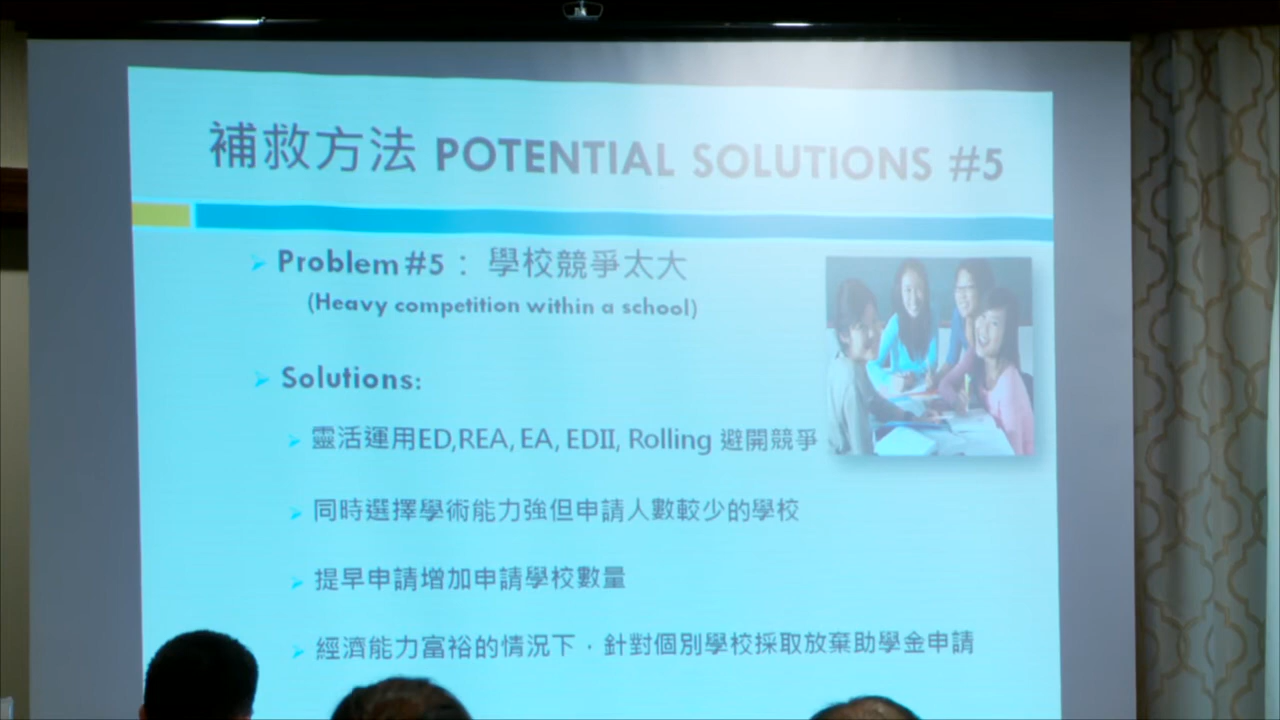 補救方法 POTENTIAL SOLUTIONS #5
Problem #5： 學校競爭太大
(Heavy competition within a school)
Solutions:
靈活運用ED,REA, EA, EDII, Rolling 避開競爭
同時選擇學術能力強但申請人數較少的學校
提早申請增加申請學校數量
經濟能力富裕的情況下，針對個別學校採取放棄助學金申請